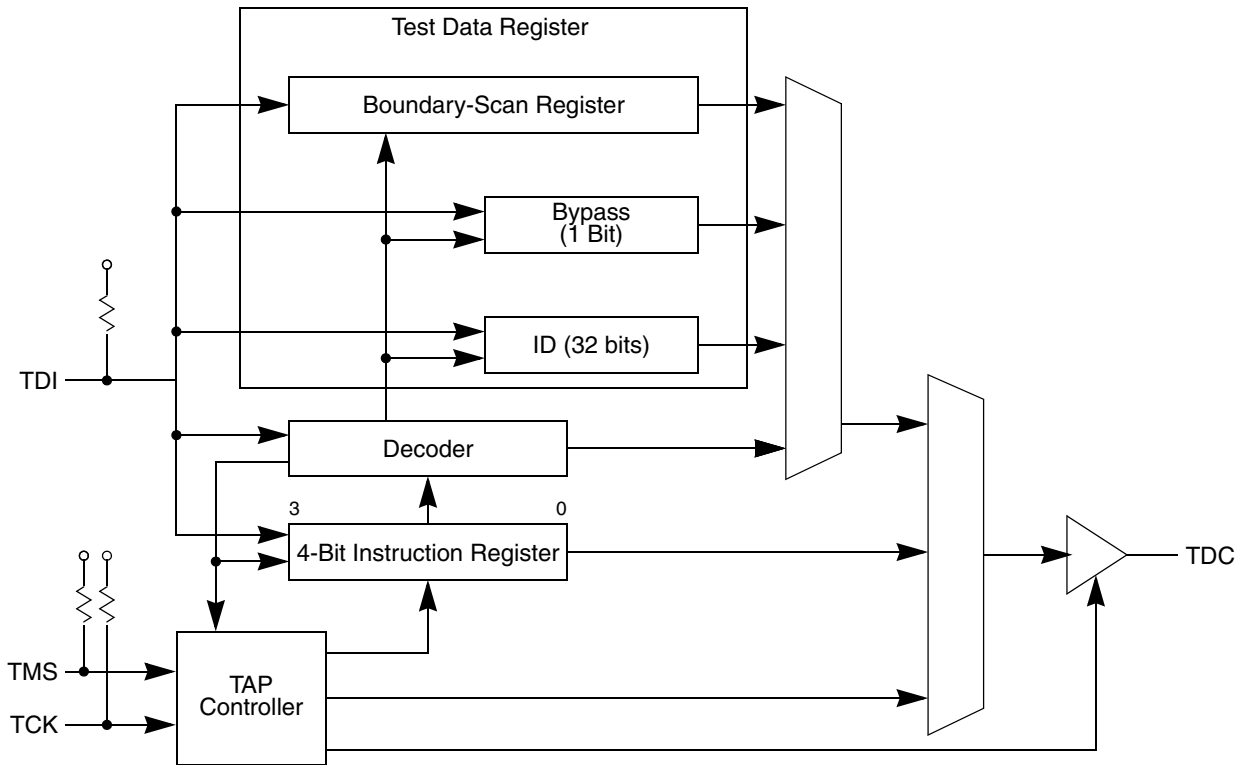 Test Data Register
Boundary-Scan Register
Bypass
(1 Bit)
ID (32 bits)
TDI
Decoder
3
0
4-Bit Instruction Register
TDC
TMS
TAP
Controller
TCK